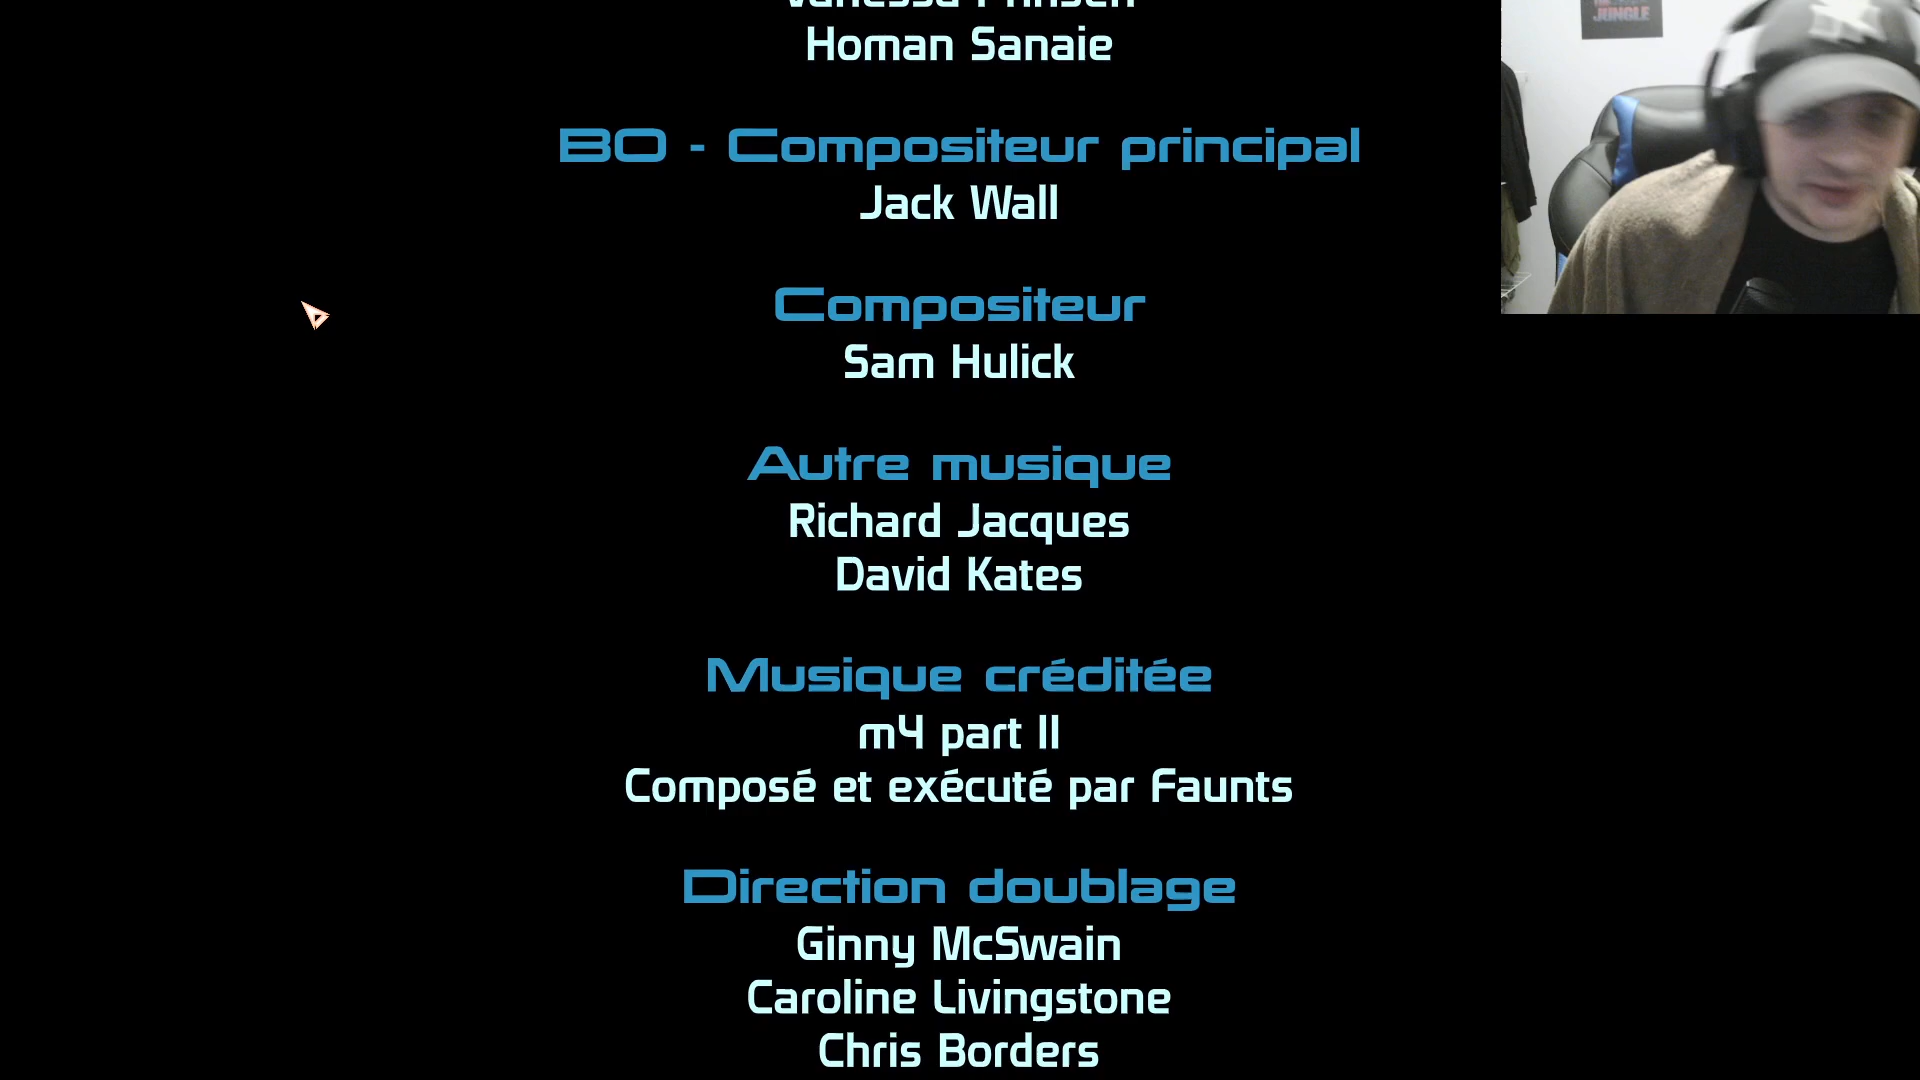 Homan Sanaie
BO - Compositeur principal
Jack Wall
Compositeur
Sam Hulick
Autre musique
Richard Jacques
David Kates
Musique créditée
m4 part II
Composé et exécuté par Faunts
Direction doublage
Ginny McSwain
Caroline Livingstone
Chris Borders
JUNGLE